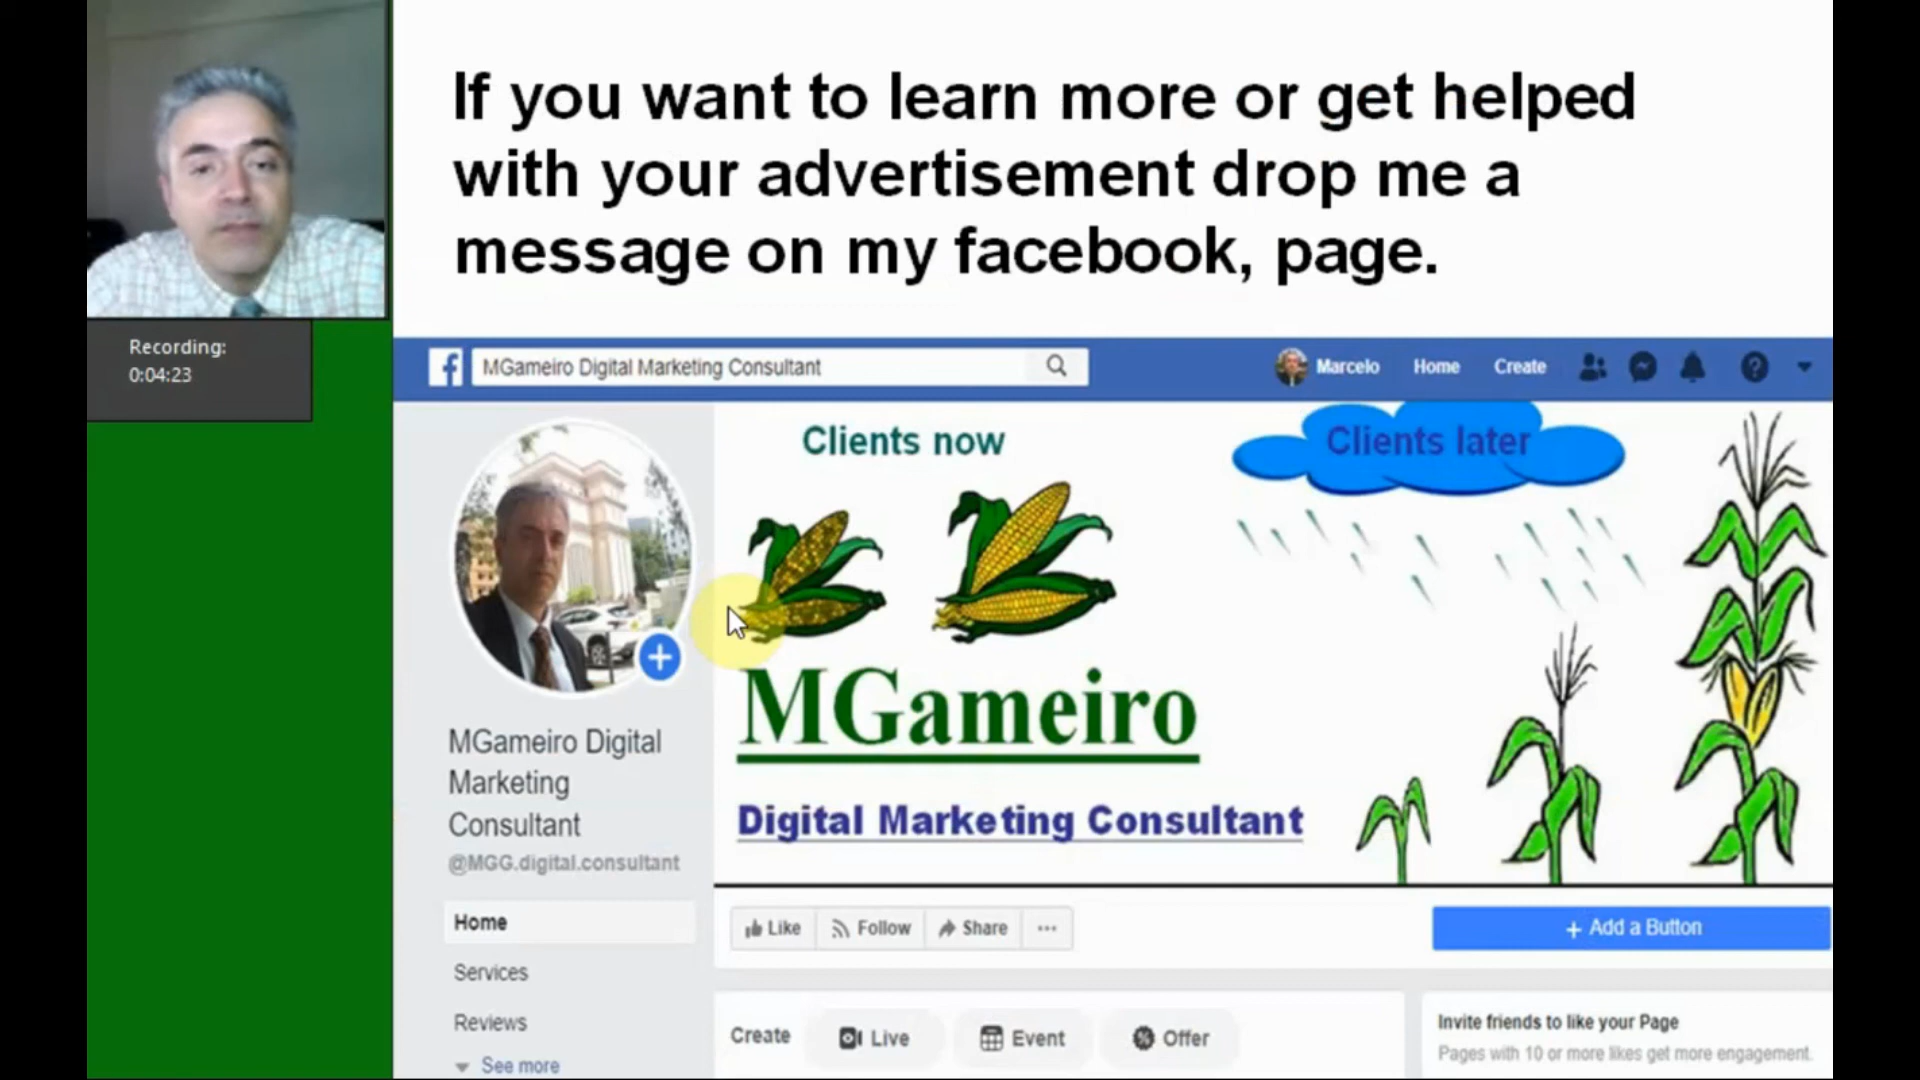 If you want to learn more or get helped
with your advertisement drop me a
message on my facebook, page.
Recording:
0:04:23
f
MGameiro Digital Marketing Consultant
Marcelo Home Create
Clients now
Clients later
MGameiro
Digital Marketing Consultant
MGameiro Digital
Marketing
Consultant
@MGG.digital.consultant
Home
Services
Reviews
See more
Like Follow Share ...
+ Add a Button
Create Live Event Offer
Invite friends to like your Page
Pages with 10 or more likes get more engagement.